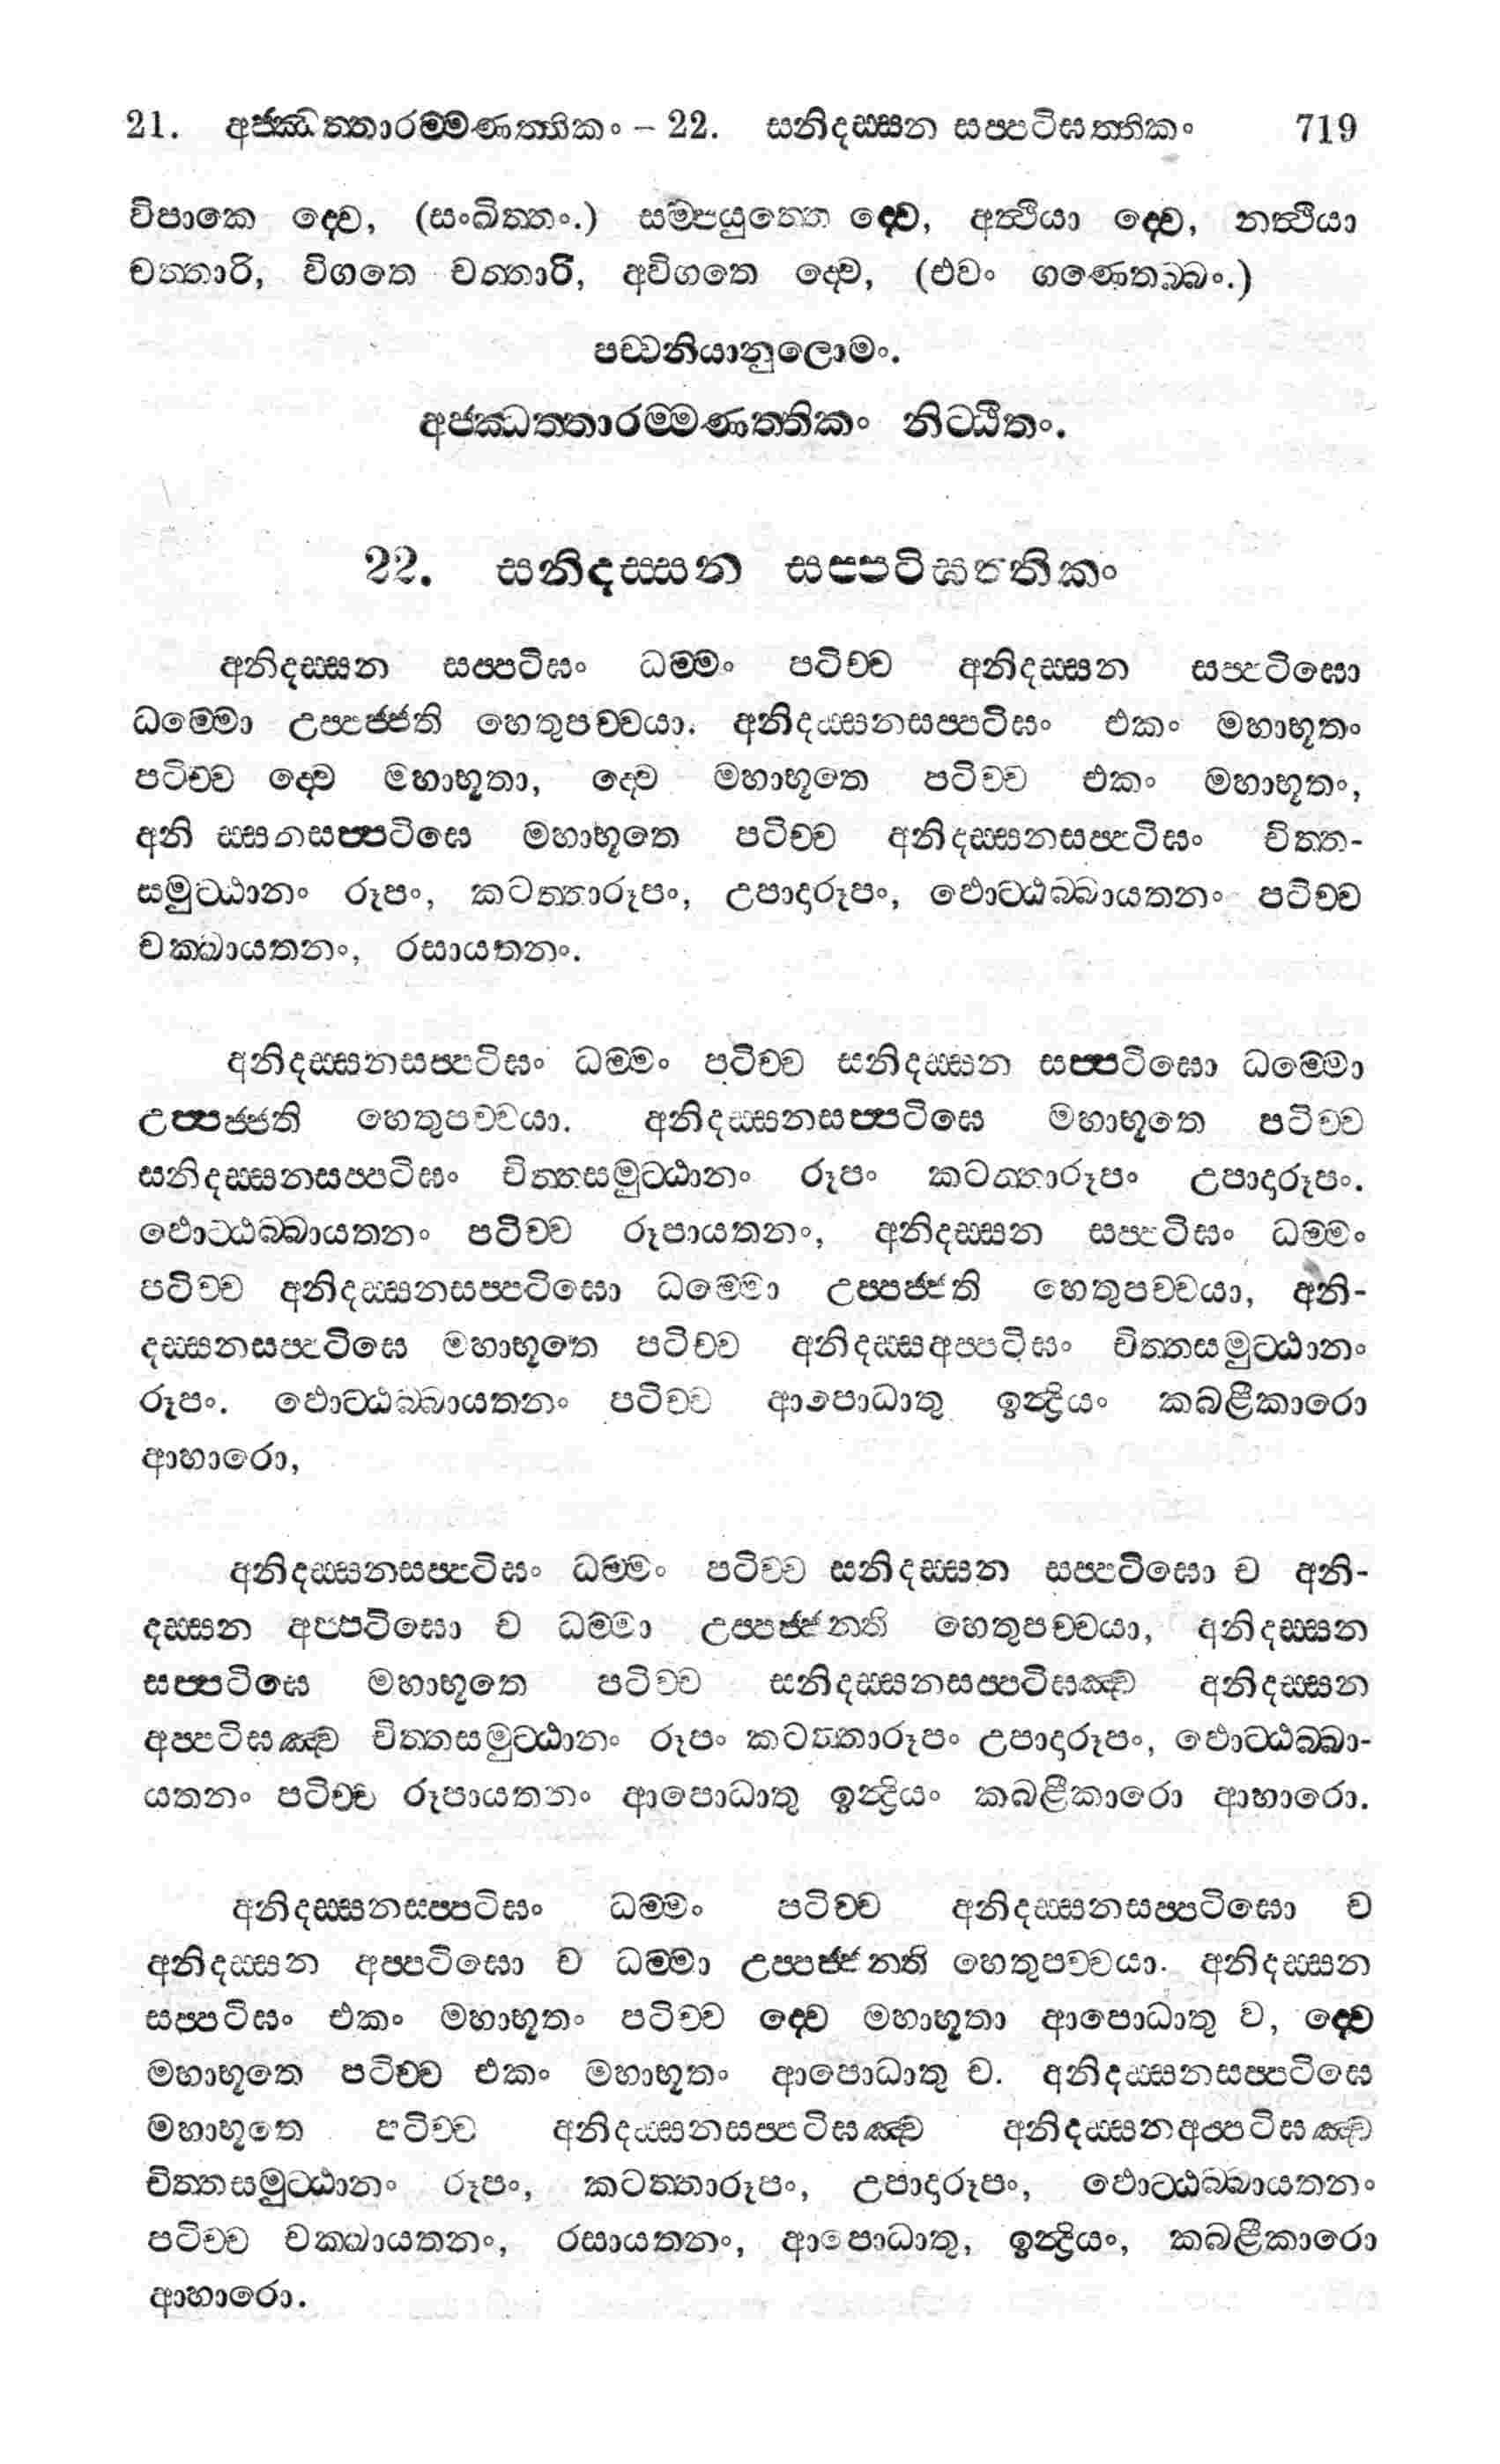 21. අජ්ඣත්තාරම්මණත්තිකං – 22. සනිදස්සන සප්පටිඝත්තිකං 719
විපාකෙ ද්වෙ, (සංඛිත්තං.) සම්පයුත්තෙ ද්වෙ, අත්ථියා ද්වෙ, නත්ථියා
චත්තාරි, විගතෙ චත්තාරි, අවිගතෙ ද්වෙ, (එවං ගණෙතබ්බං.)
පච්චනියානුලොමං.
අජ්ඣත්තාරම්මණත්තිකං නිට්ඨිතං.
22. සනිදස්සන සප්පටිඝත්තිකං
අනිදස්සන සප්පටිඝං ධම්මං පටිච්ච අනිදස්සන සප්පටිඝො
ධම්මො උප්පජ්ජති හෙතුපච්චයා. අනිදස්සනසප්පටිඝං එකං මහාභූතං
පටිච්ච ද්වෙ මහාභූතා, ද්වෙ මහාභූතෙ පටිච්ච එකං මහාභූතං,
අනි ස්සනසප්පටිඝෙ මහාභූතෙ පටිච්ච අනිදස්සනසප්පටිඝං චිත්ත-
සමුට්ඨානං රූපං, කටත්තාරූපං, උපාදාරූපං, ඵොට්ඨබ්බායතනං පටිච්ච
චක්ඛායතනං, රසායතනං.
අනිදස්සනසප්පටිඝං ධම්මං පටිච්ච සනිදස්සන සප්පටිඝො ධම්මො
උප්පජ්ජති හෙතුපච්චයා. අනිදස්සනසප්පටිඝෙ මහාභූතෙ පටිච්ච
සනිදස්සනසප්පටිඝං චිත්තසමුට්ඨානං රූපං කටත්තාරූපං උපාදාරූපං.
ඵොට්ඨබ්බායතනං පටිච්ච රූපායතනං, අනිදස්සන සප්පටිඝං ධම්මං
පටිච්ච අනිදස්සනසප්පටිඝො ධම්මො උප්පජ්ජති හෙතුපච්චයා, අනි-
දස්සනසප්පටිඝෙ මහාභූතෙ පටිච්ච අනිදස්සඅප්පටිඝං චිත්තසමුට්ඨානං
රූපං. ඵොට්ඨබ්බායතනං පටිච්ච ආපොධාතු ඉන්ද්‍රියං කබළීකාරො
ආහාරො,
අනිදස්සනසප්පටිඝං ධම්මං පටිච්ච සනිදස්සන සප්පටිඝො ච අනි-
දස්සන අප්පටිඝො ච ධම්මා උප්පජ්ජන්ති හෙතුපච්චයා, අනිදස්සන
සප්පටිඝෙ මහාභූතෙ පටිච්ච සනිදස්සනසප්පටිඝඤ්ච අනිදස්සන
අප්පටිඝඤ්ච චිත්තසමුට්ඨානං රූපං කටත්තාරූපං උපාදාරූපං, ඵොට්ඨබ්බා-
යතනං පටිච්ච රූපායතනං ආපොධාතු ඉන්ද්‍රියං කබළීකාරො ආහාරො.
අනිදස්සනසප්පටිඝං ධම්මං පටිච්ච අනිදස්සනසප්පටිඝො ච
අනිදස්සන අප්පටිඝො ච ධම්මා උප්පජ්ජන්ති හෙතුපච්චයා. අනිදස්සන
සප්පටිඝං එකං මහාභූතං පටිච්ච ද්වෙ මහාභූතා ආපොධාතු ච, ද්වෙ
මහාභූතෙ පටිච්ච එකං මහාභූතං ආපොධාතු ච. අනිදස්සනසප්පටිඝෙ
මහාභූතෙ පටිච්ච අනිදස්සනසප්පටිඝඤ්ච අනිදස්සනඅප්පටිඝඤ්ච
චිත්තසමුට්ඨානං රූපං, කටත්තාරූපං, උපාදාරූපං, ඵොට්ඨබ්බායතනං
පටිච්ච චක්ඛායතනං, රසායතනං, ආපොධාතු, ඉන්ද්‍රියං, කබළීකාරො
ආහාරො.